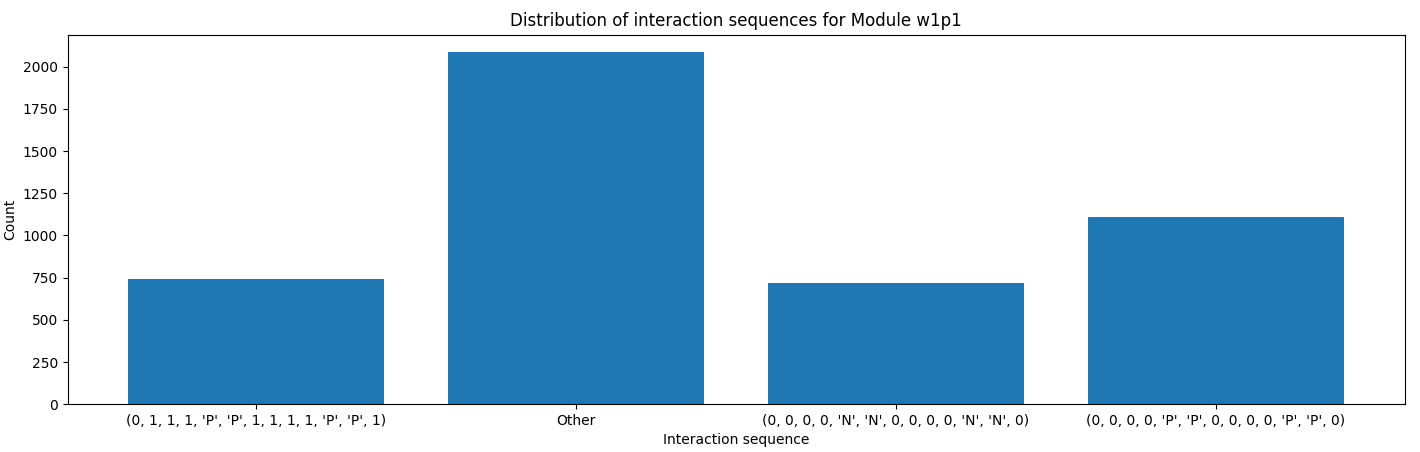 Distribution of interaction sequences for Module w1p1
Count
2000
1750
1500
1250
1000
750
500
250
0
(0, 1, 1, 1, 'P', 'P', 1, 1, 1, 1, 'P', 'P', 1)
Other
(0, 0, 0, 0, 'N', 'N', 0, 0, 0, 0, 'N', 'N', 0)
(0, 0, 0, 0, 'P', 'P', 0, 0, 0, 0, 'P', 'P', 0)
Interaction sequence